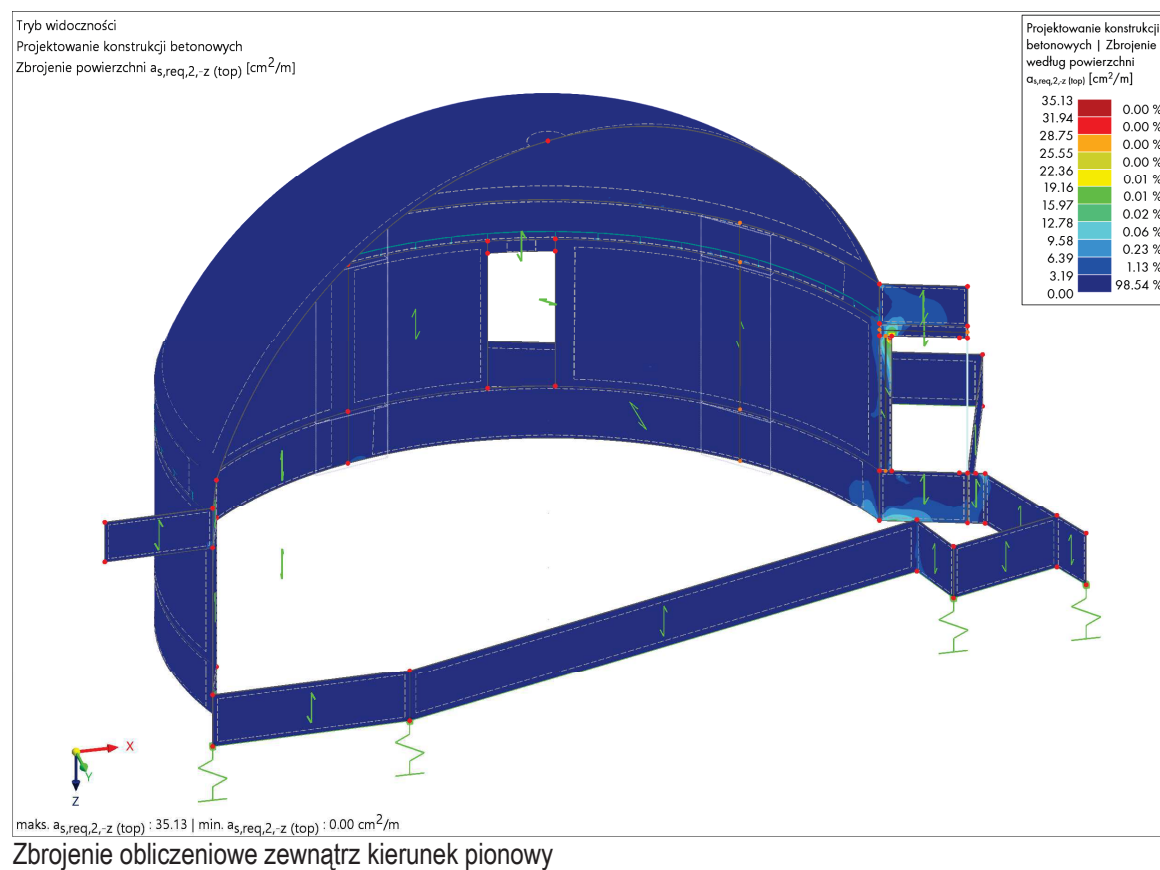 Tryb widoczności
Projektowanie konstrukcji betonowych
Zbrojenie powierzchni as,req,2,-z (top) [cm2/m]
Projektowanie konstrukcji
betonowych | Zbrojenie
według powierzchni
as,req,2,-z (top) [cm2/m]
35.13
0.00 %
31.94
0.00 %
28.75
0.00 %
25.55
0.00 %
22.36
0.01 %
19.16
0.01 %
15.97
0.02 %
12.78
0.06 %
9.58
0.23 %
6.39
1.13 %
3.19
98.54 %
0.00
X
Y
Z
maks. as,req,2,-z (top) : 35.13 | min. as,req,2,-z (top) : 0.00 cm2/m
Zbrojenie obliczeniowe zewnątrz kierunek pionowy